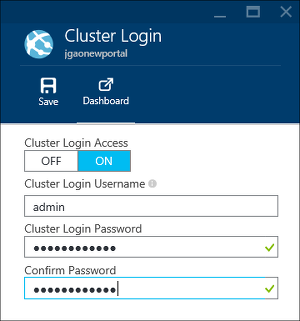 Cluster Login
jgaonewportal
Save
Dashboard
Cluster Login Access
OFF ON
Cluster Login Username
admin
Cluster Login Password
●●●●●●●●●●●●
Confirm Password
●●●●●●●●●●●●